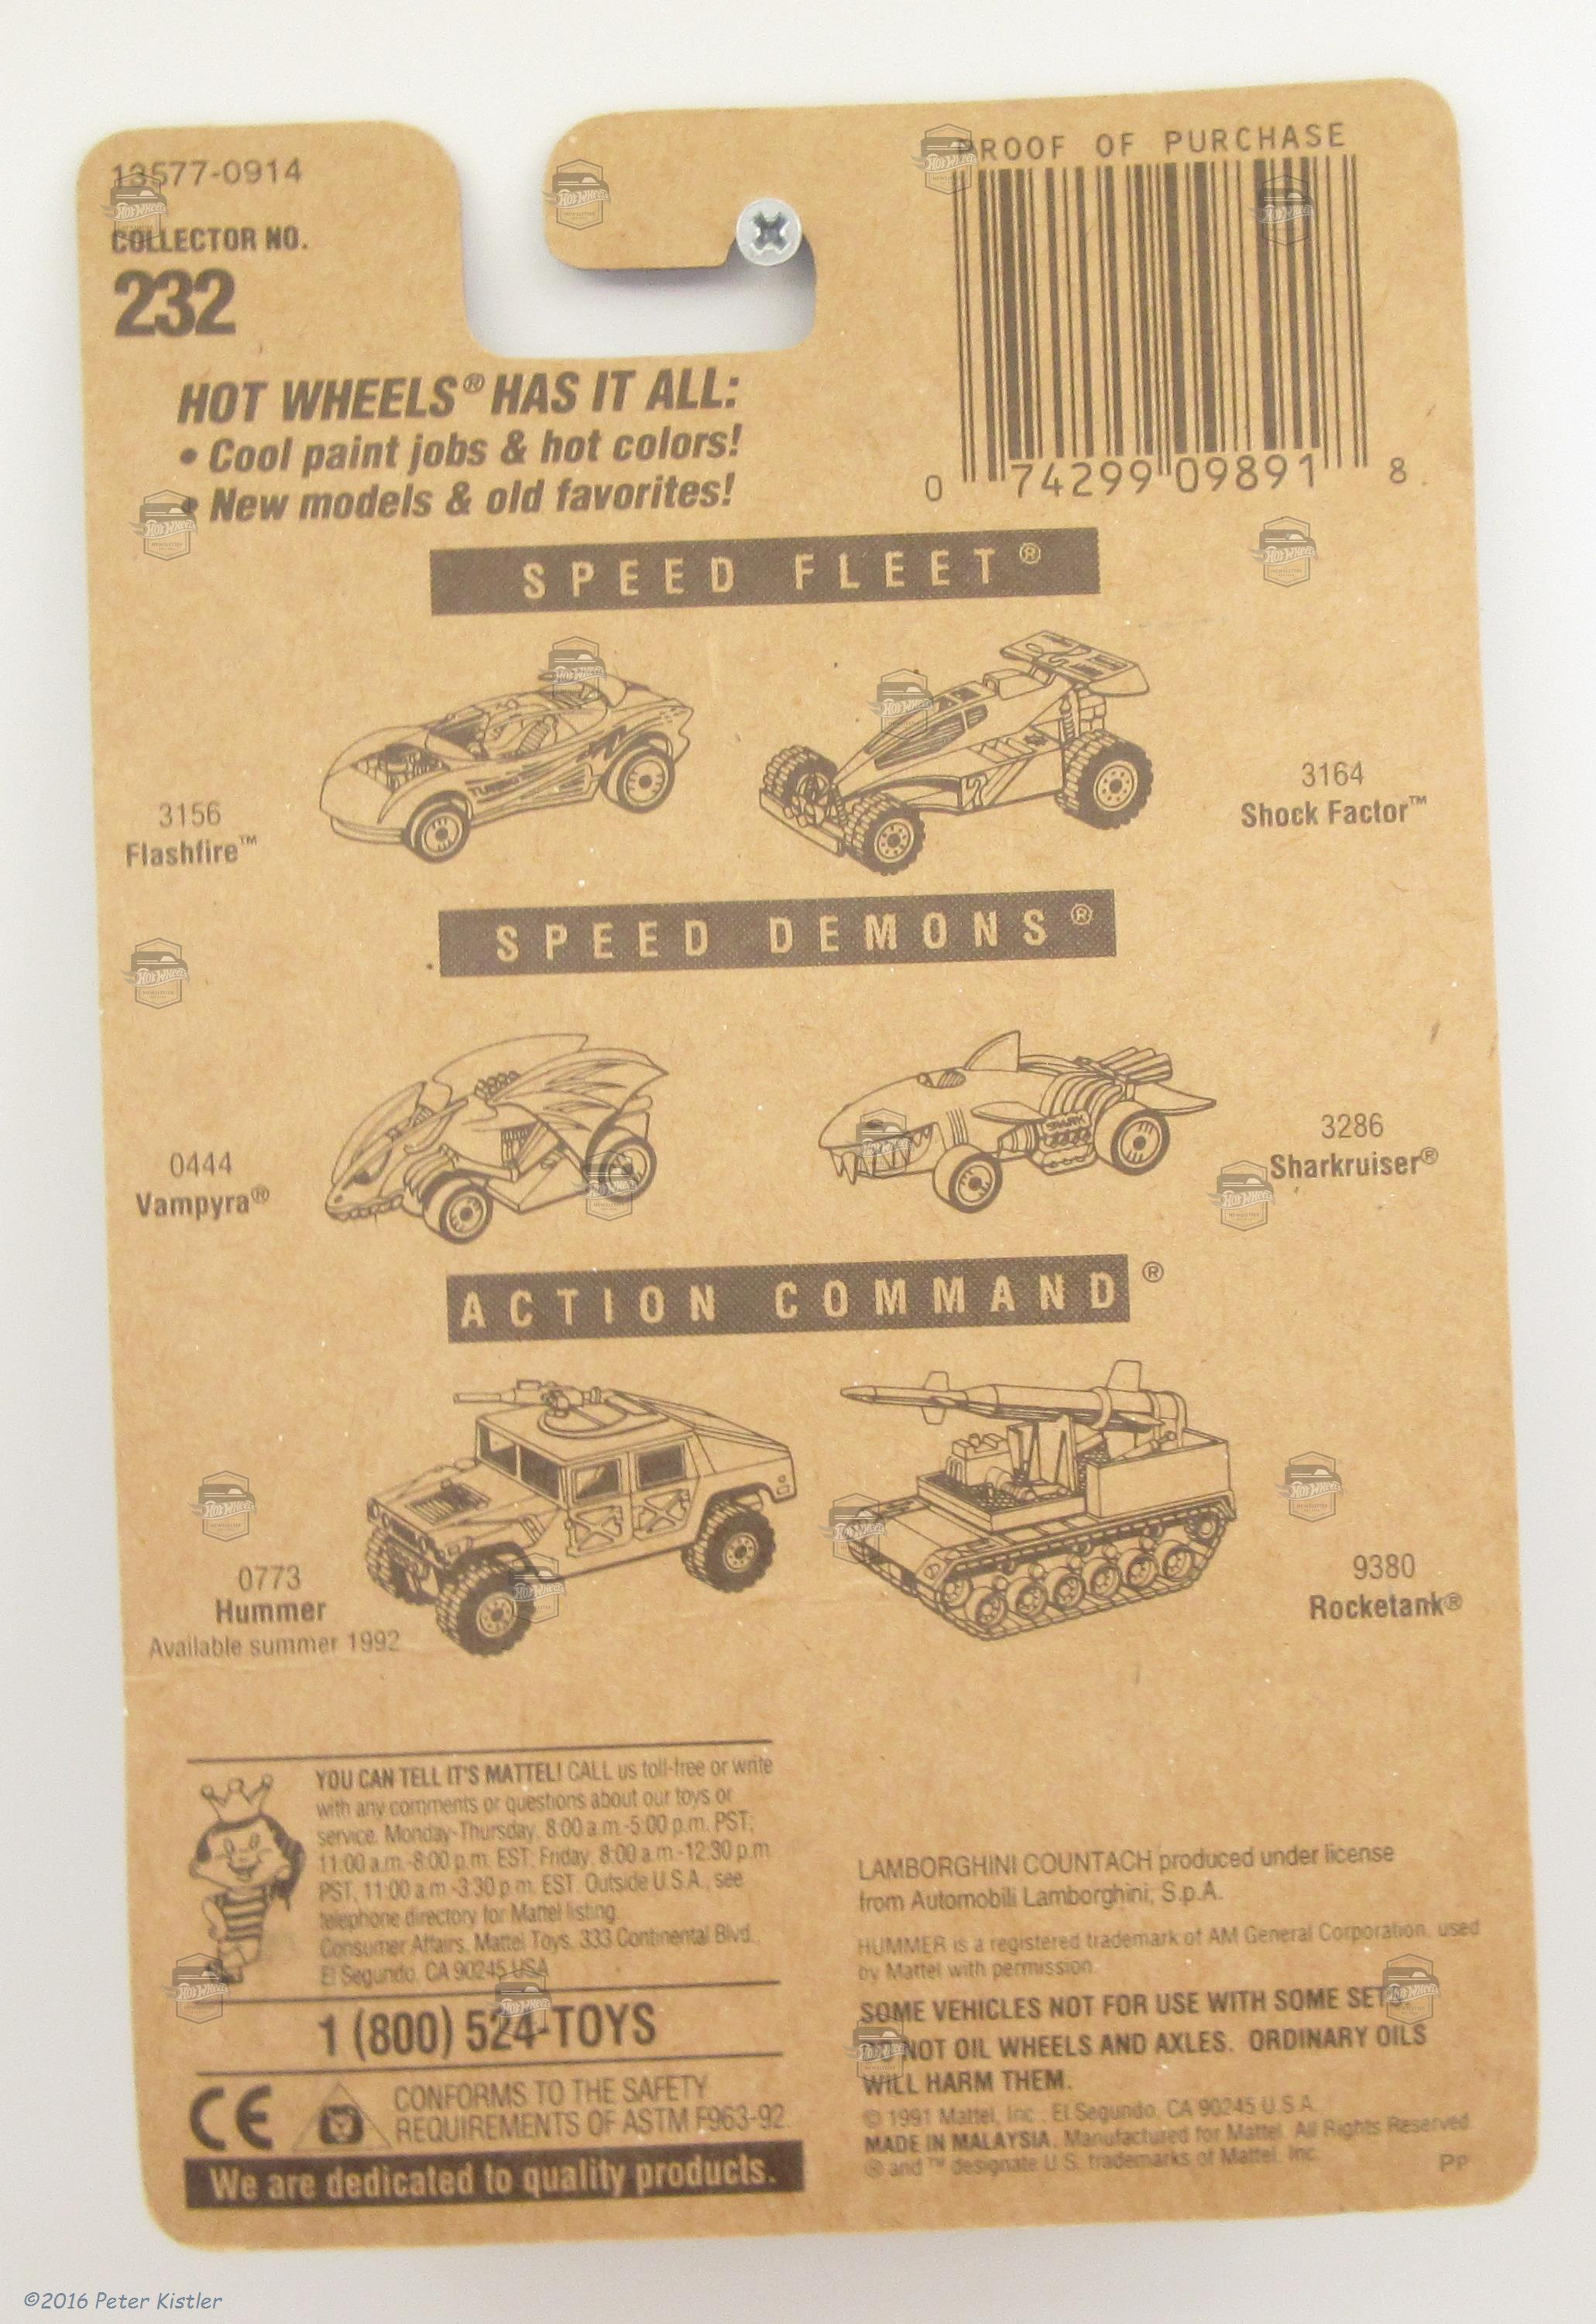 13577-0914
COLLECTOR NO.
232
PROOF OF PURCHASE
0 74299 09891 8
HOT WHEELS® HAS IT ALL:
• Cool paint jobs & hot colors!
• New models & old favorites!
SPEED FLEET®
TURBO
3156
Flashfire™
3164
Shock Factor™
SPEED DEMONS®
0444
Vampyra®
SHARK
3286
Sharkruiser®
ACTION COMMAND®
0773
Hummer
Available summer 1992
9380
Rocketank®
YOU CAN TELL IT'S MATTEL! CALL us toll-free or write
with any comments or questions about our toys or
service. Monday-Thursday, 8:00 a.m.-5:00 p.m. PST;
11:00 a.m.-8:00 p.m. EST; Friday, 8:00 a.m.-12:30 p.m.
PST, 11:00 a.m.-3:30 p.m. EST. Outside U.S.A., see
telephone directory for Mattel listing.
Consumer Affairs, Mattel Toys, 333 Continental Blvd.,
El Segundo, CA 90245 USA
1 (800) 524-TOYS
CE
CONFORMS TO THE SAFETY
REQUIREMENTS OF ASTM F963-92.
We are dedicated to quality products.
LAMBORGHINI COUNTACH produced under license
from Automobili Lamborghini, S.p.A.
HUMMER is a registered trademark of AM General Corporation, used
by Mattel with permission.
SOME VEHICLES NOT FOR USE WITH SOME SETS.
DO NOT OIL WHEELS AND AXLES. ORDINARY OILS
WILL HARM THEM.
© 1991 Mattel, Inc., El Segundo, CA 90245 U.S.A.
MADE IN MALAYSIA. Manufactured for Mattel. All Rights Reserved.
® and ™ designate U.S. trademarks of Mattel, Inc.
PP
©2016 Peter Kistler